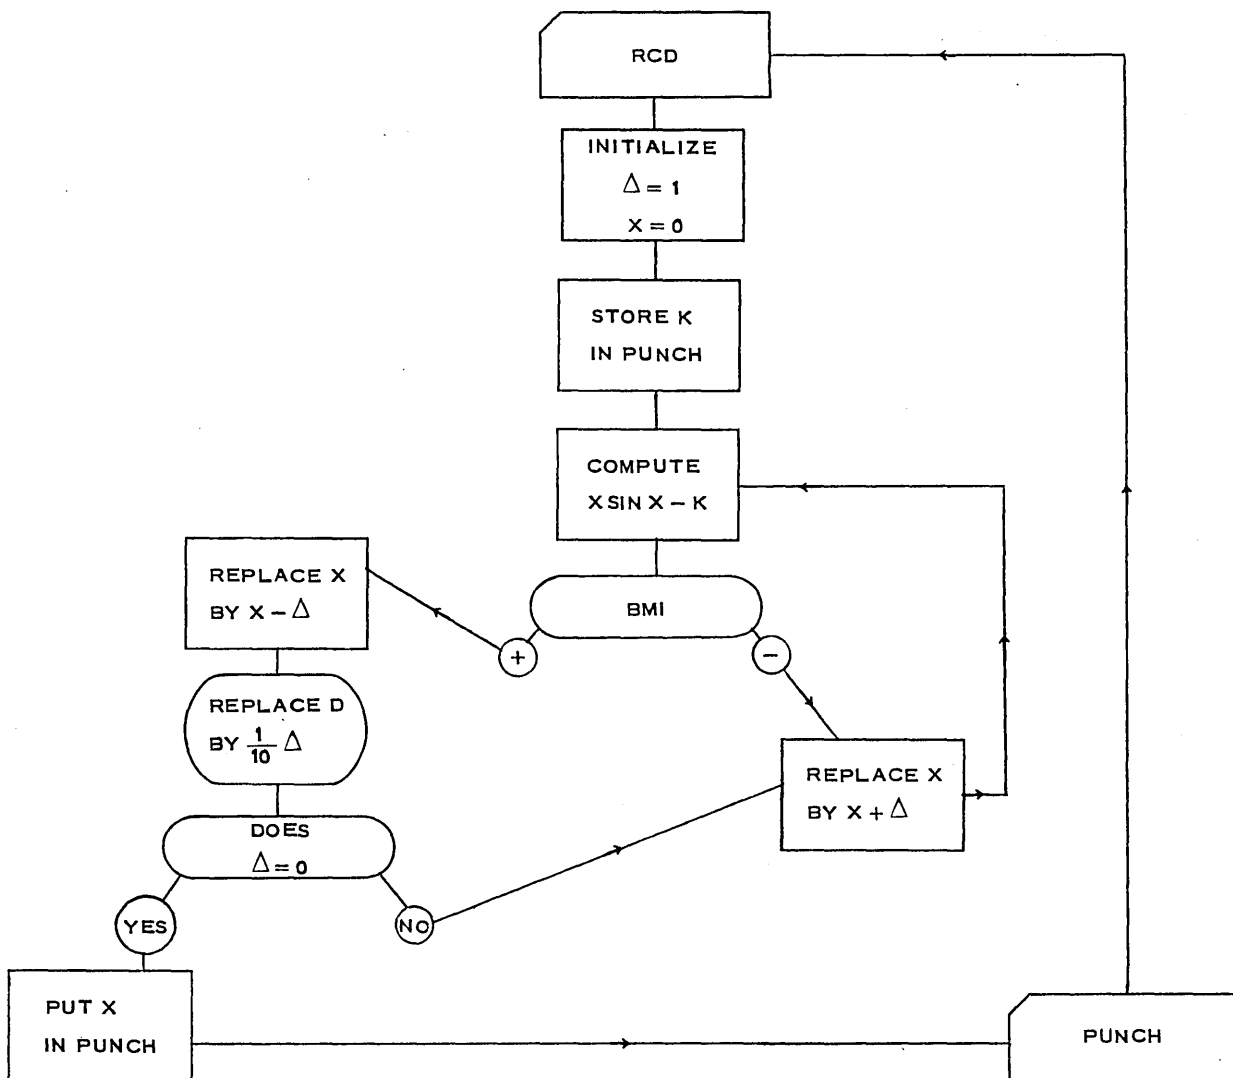 RCD
INITIALIZE
Δ = 1
X = 0
STORE K
IN PUNCH
COMPUTE
X SIN X – K
BMI
+
–
REPLACE X
BY X – Δ
REPLACE D
BY 1/10 Δ
DOES
Δ = 0
YES
NO
REPLACE X
BY X + Δ
PUT X
IN PUNCH
PUNCH